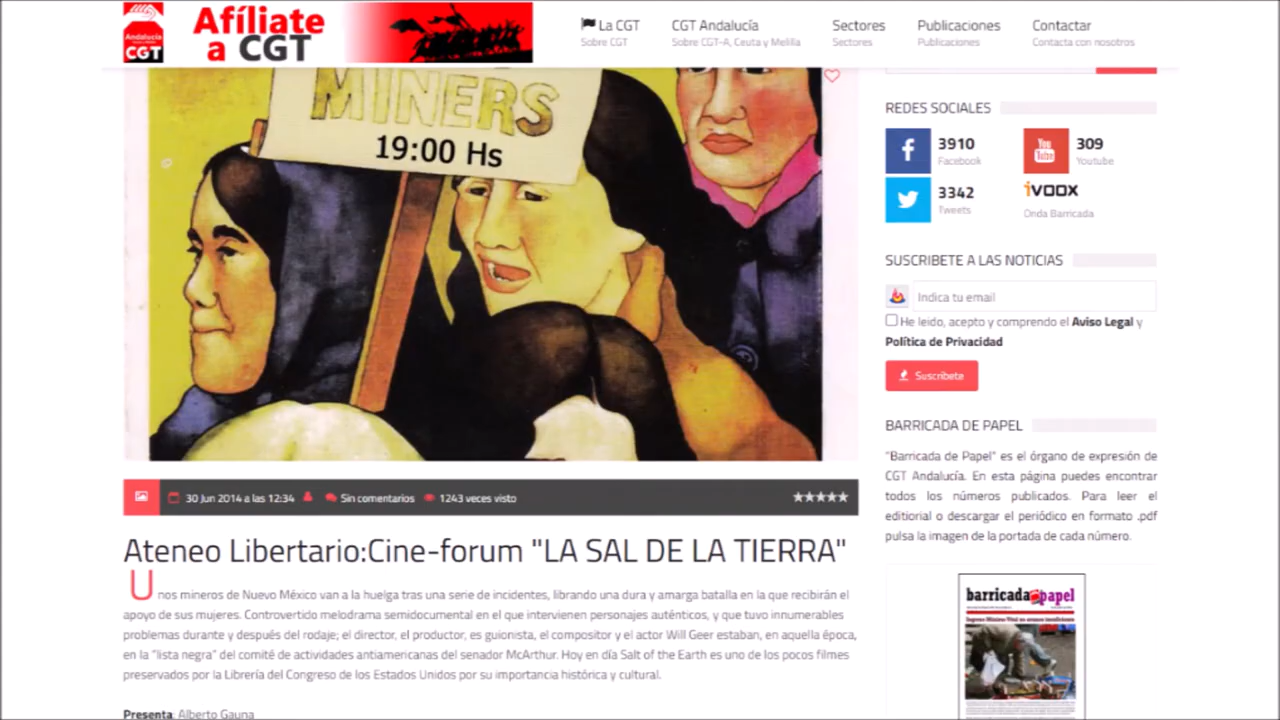 Andalucía
CGT
Afíliate
a CGT
La CGT
Sobre CGT
CGT Andalucía
Sobre CGT-A, Ceuta y Melilla
Sectores
Sectores
Publicaciones
Publicaciones
Contactar
Contacta con nosotros
MINERS
19:00 Hs
REDES SOCIALES
3910
Facebook
You
Tube
309
Youtube
3342
Tweets
iVOOX
Onda Barricada
SUSCRIBETE A LAS NOTICIAS
Indica tu email
He leido, acepto y comprendo el Aviso Legal y
Política de Privacidad
Suscribete
BARRICADA DE PAPEL
"Barricada de Papel" es el órgano de expresión de
CGT Andalucía. En esta página puedes encontrar
todos los números publicados. Para leer el
editorial o descargar el periódico en formato .pdf
pulsa la imagen de la portada de cada número.
barricada de papel
Ingreso Mínimo Vital un avance insuficiente
30 Jun 2014 a las 12:34 Sin comentarios 1243 veces visto
Ateneo Libertario:Cine-forum "LA SAL DE LA TIERRA"
Unos mineros de Nuevo México van a la huelga tras una serie de incidentes, librando una dura y amarga batalla en la que recibirán el
apoyo de sus mujeres. Controvertido melodrama semidocumental en el que intervienen personajes auténticos, y que tuvo innumerables
problemas durante y después del rodaje; el director, el productor, es guionista, el compositor y el actor Will Geer estaban, en aquella época,
en la "lista negra" del comité de actividades antiamericanas del senador McArthur. Hoy en día Salt of the Earth es uno de los pocos filmes
preservados por la Librería del Congreso de los Estados Unidos por su importancia histórica y cultural.
Presenta: Alberto Gauna